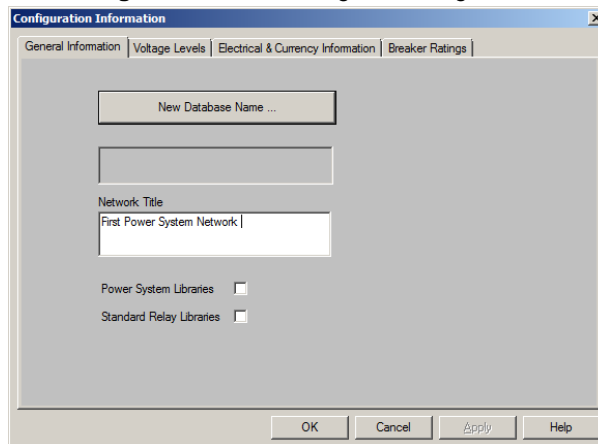 Configuration Information
General Information Voltage Levels Electrical & Currency Information Breaker Ratings
New Database Name ...
Network Title
First Power System Network
Power System Libraries
Standard Relay Libraries
OK Cancel Apply Help